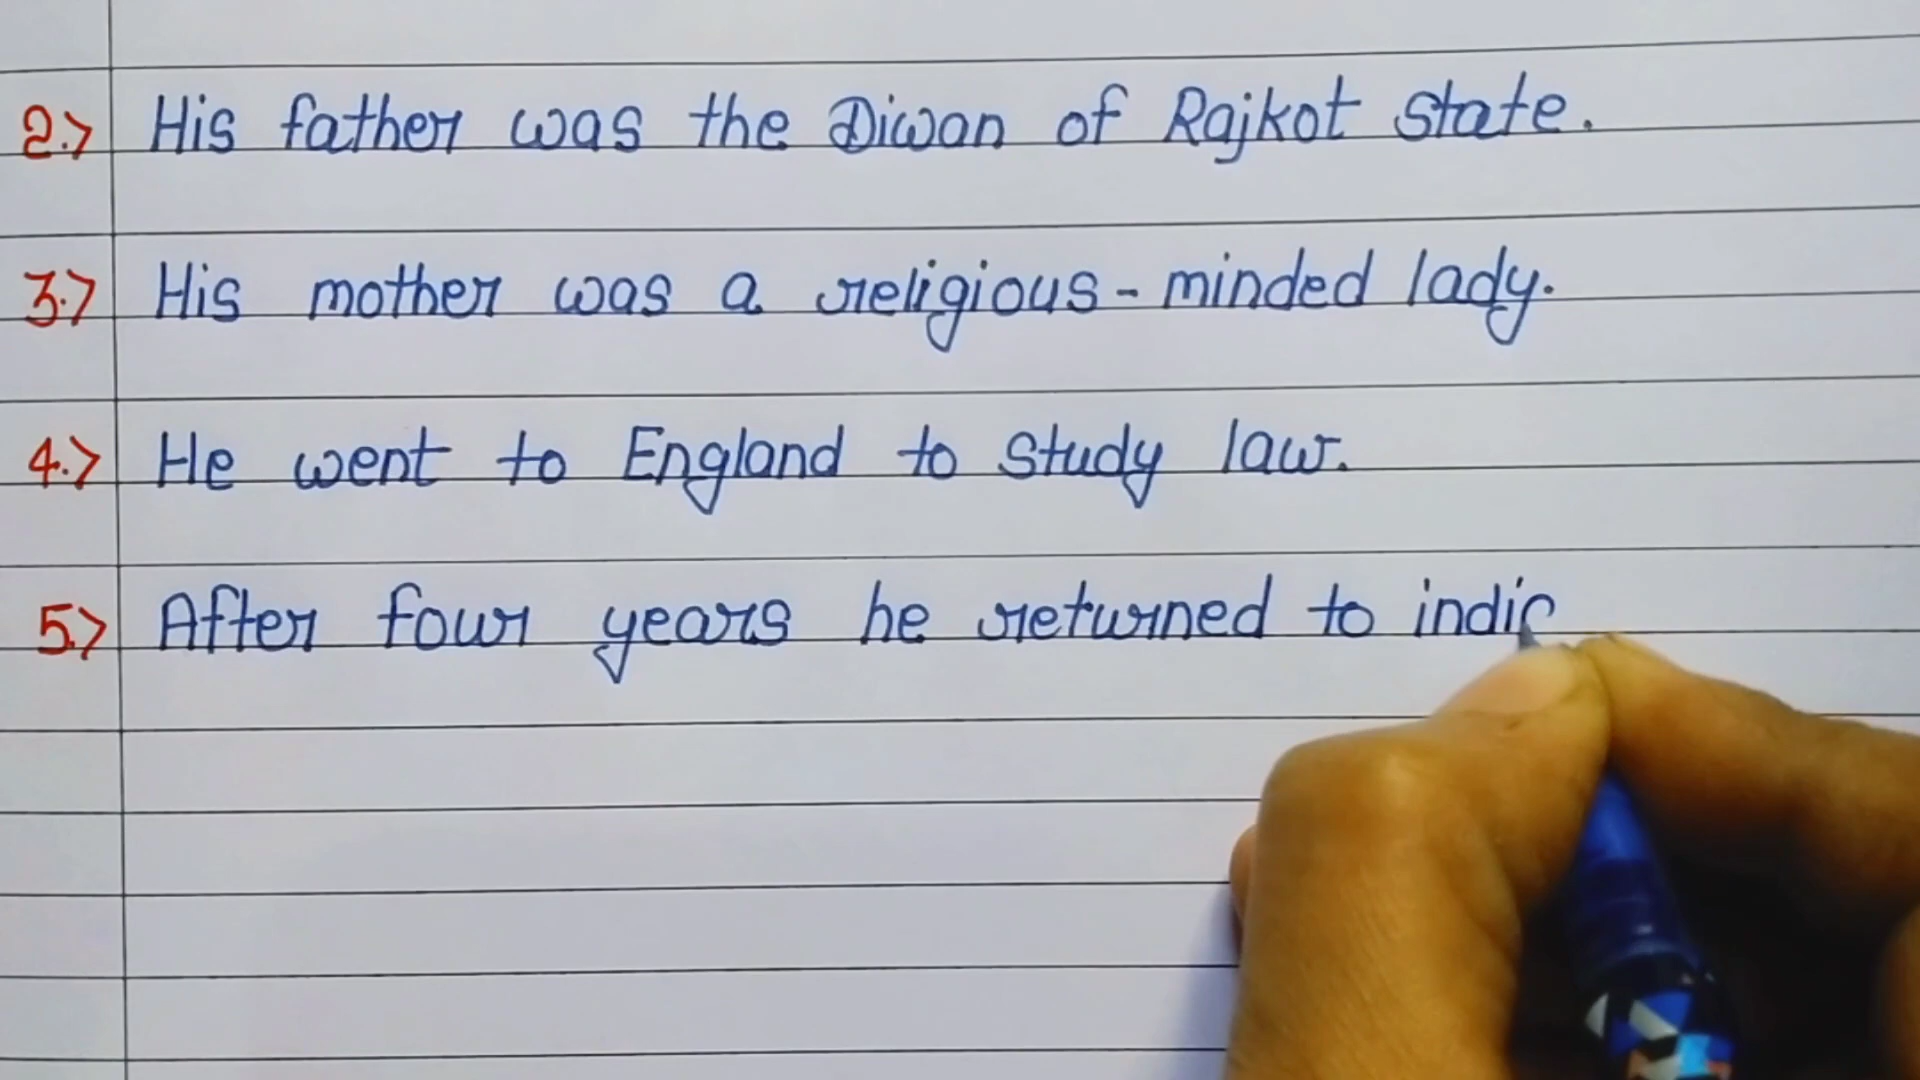 2.> His father was the Diwan of Rajkot state.
3.> His mother was a religious-minded lady.
4.> He went to England to study law.
5.> After four years he returned to